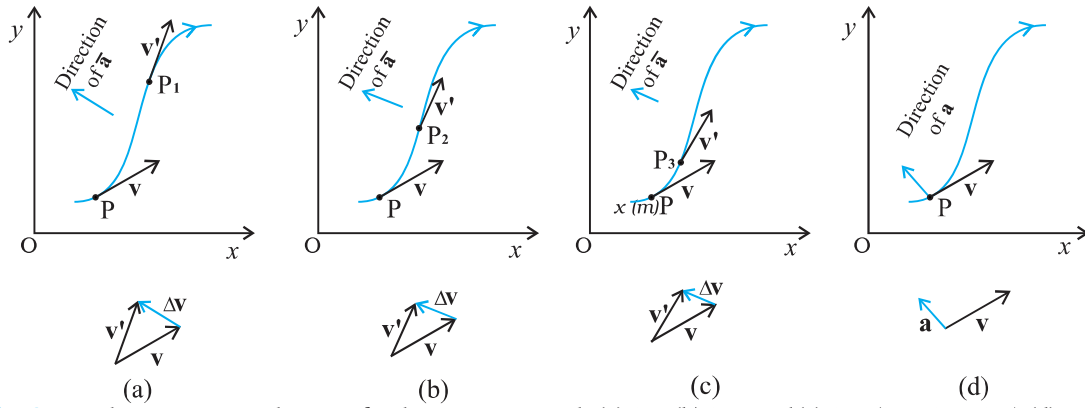 y
Direction
of a̅
v'
P₁
v
P
O
x
Δv
v'
v
(a)
y
Direction
of a̅
v'
P₂
v
P
O
x
Δv
v'
v
(b)
y
Direction
of a̅
v'
P₃
v
x (m)P
O
x
Δv
v'
v
(c)
y
Direction
of a
v
P
O
x
a
v
(d)